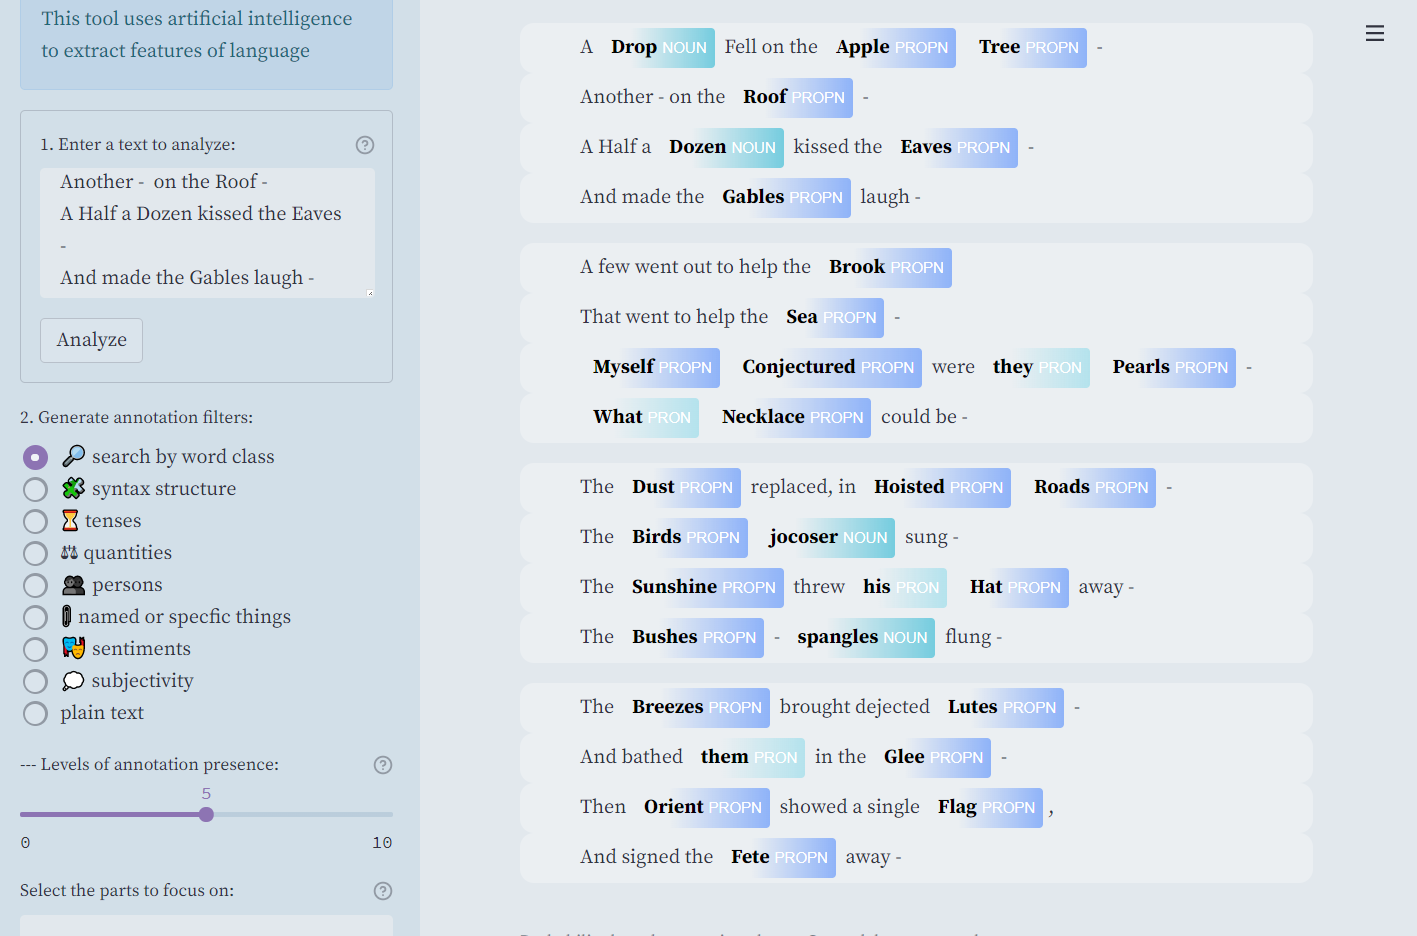 This tool uses artificial intelligence
to extract features of language
1. Enter a text to analyze:
?
Another -  on the Roof -
A Half a Dozen kissed the Eaves
-
And made the Gables laugh -
Analyze
2. Generate annotation filters:
search by word class
syntax structure
tenses
quantities
persons
named or specfic things
sentiments
subjectivity
plain text
--- Levels of annotation presence:
?
5
0
10
Select the parts to focus on:
?
A Drop NOUN Fell on the Apple PROPN Tree PROPN -
Another - on the Roof PROPN -
A Half a Dozen NOUN kissed the Eaves PROPN -
And made the Gables PROPN laugh -
A few went out to help the Brook PROPN
That went to help the Sea PROPN -
Myself PROPN Conjectured PROPN were they PRON Pearls PROPN -
What PRON Necklace PROPN could be -
The Dust PROPN replaced, in Hoisted PROPN Roads PROPN -
The Birds PROPN jocoser NOUN sung -
The Sunshine PROPN threw his PRON Hat PROPN away -
The Bushes PROPN - spangles NOUN flung -
The Breezes PROPN brought dejected Lutes PROPN -
And bathed them PRON in the Glee PROPN -
Then Orient PROPN showed a single Flag PROPN ,
And signed the Fete PROPN away -